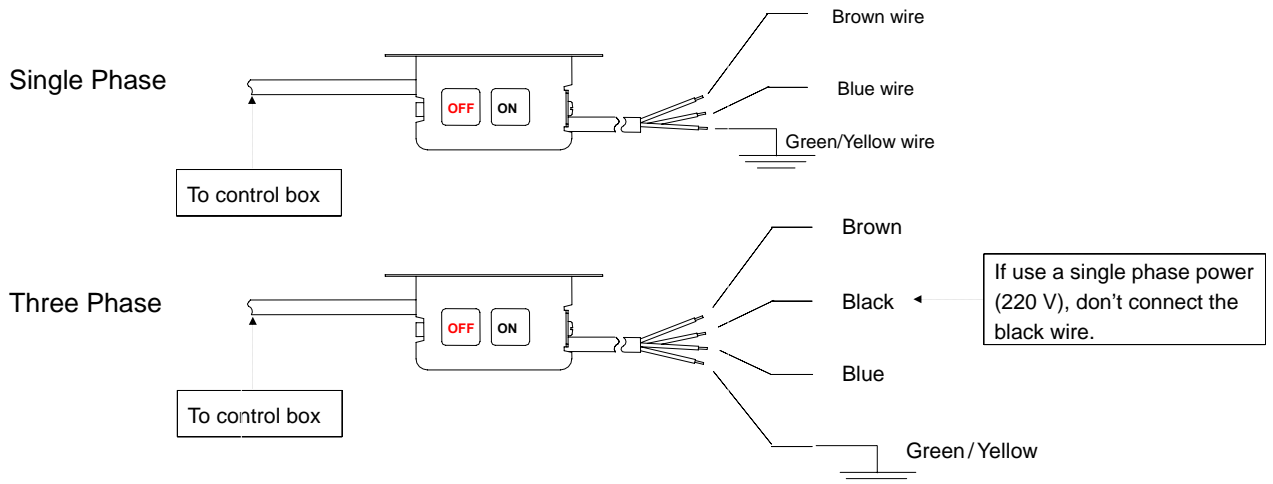 Brown wire
Single Phase
Blue wire
OFF ON
Green/Yellow wire
To control box
Brown
If use a single phase power
(220 V), don’t connect the
black wire.
Three Phase
Black
OFF ON
Blue
To control box
Green / Yellow